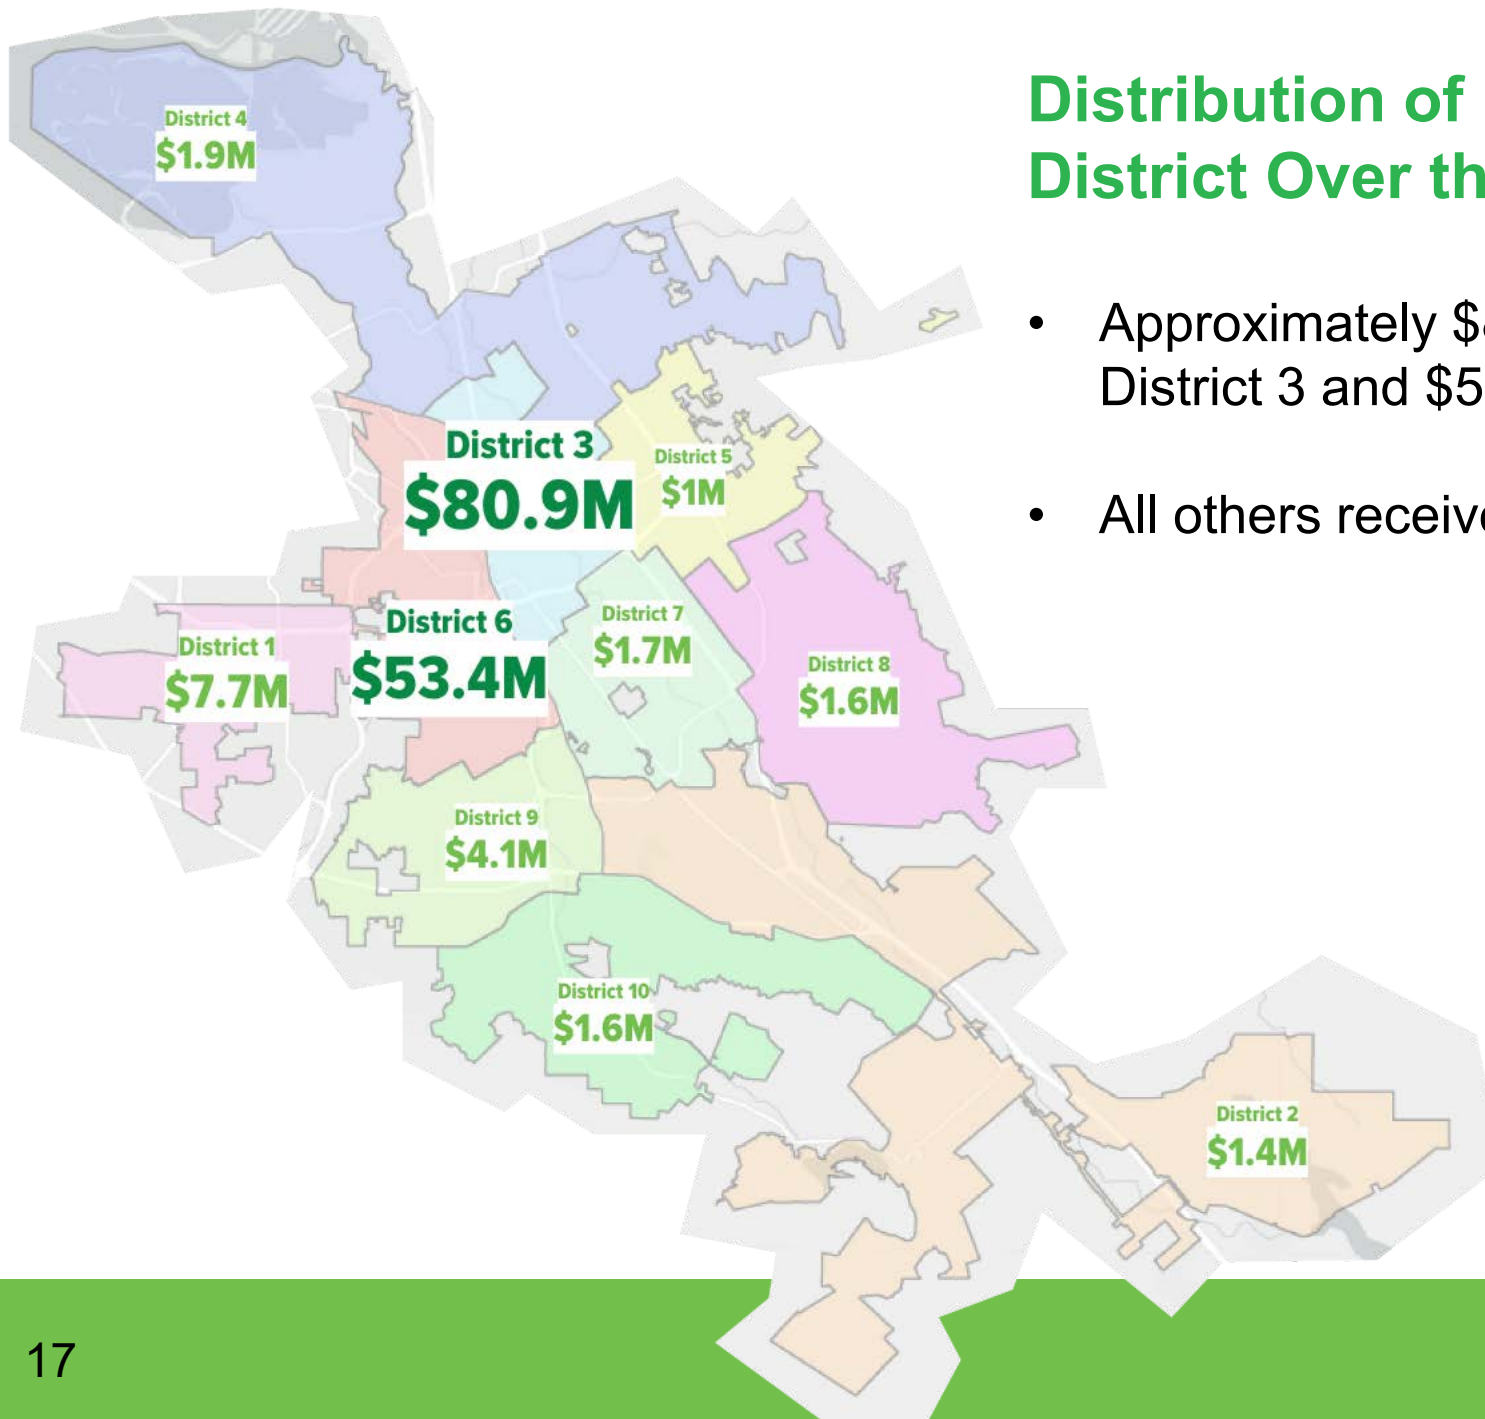 Distribution of
District Over th
• Approximately $
District 3 and $5
• All others receiv
District 4
$1.9M
District 3
$80.9M
District 5
$1M
District 6
$53.4M
District 7
$1.7M
District 1
$7.7M
District 8
$1.6M
District 9
$4.1M
District 10
$1.6M
District 2
$1.4M
17